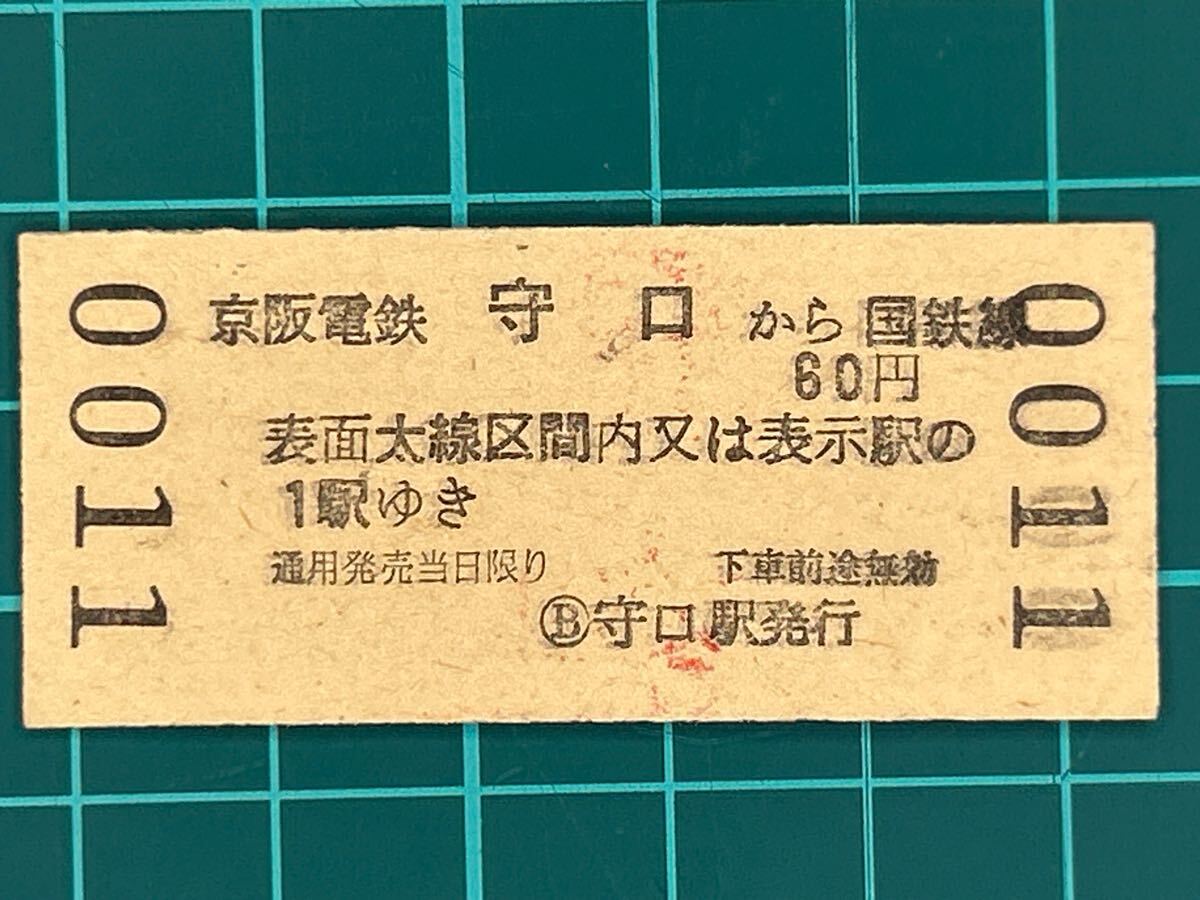 0011
京阪電鉄 守口 から 国鉄線
60円
表面太線区間内又は表示駅の
1駅ゆき
通用発売当日限り 下車前途無効
Ⓑ守口駅発行
0011